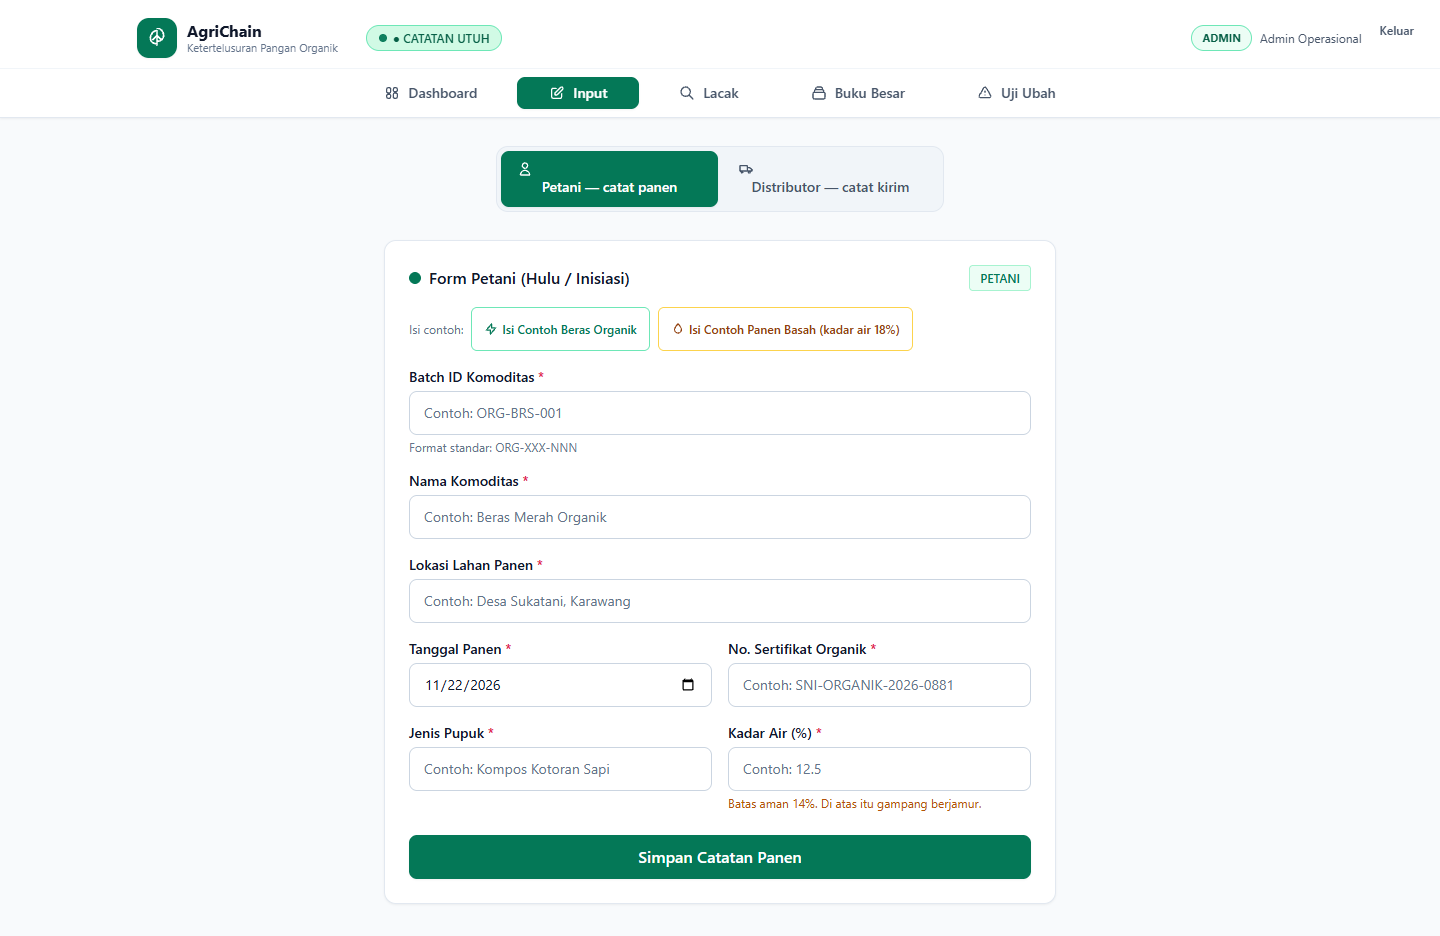 AgriChain
Ketertelusuran Pangan Organik
● CATATAN UTUH
ADMIN
Admin Operasional
Keluar
Dashboard
Input
Lacak
Buku Besar
Uji Ubah
Petani — catat panen
Distributor — catat kirim
Form Petani (Hulu / Inisiasi)
PETANI
Isi contoh:
Isi Contoh Beras Organik
Isi Contoh Panen Basah (kadar air 18%)
Batch ID Komoditas *
Contoh: ORG-BRS-001
Format standar: ORG-XXX-NNN
Nama Komoditas *
Contoh: Beras Merah Organik
Lokasi Lahan Panen *
Contoh: Desa Sukatani, Karawang
Tanggal Panen *
No. Sertifikat Organik *
11/22/2026
Contoh: SNI-ORGANIK-2026-0881
Jenis Pupuk *
Kadar Air (%) *
Contoh: Kompos Kotoran Sapi
Contoh: 12.5
Batas aman 14%. Di atas itu gampang berjamur.
Simpan Catatan Panen